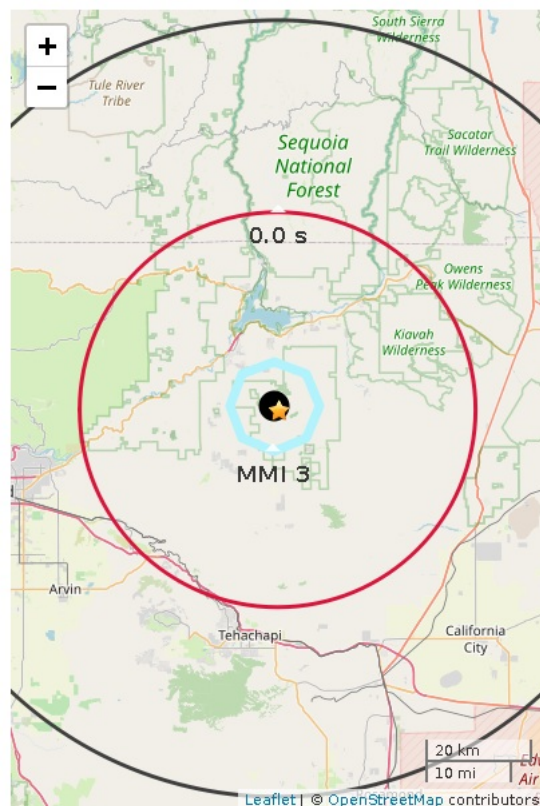 +
−
South Sierra
Wilderness
Tule River
Tribe
Sequoia
National
Forest
Sacatar
Trail Wilderness
0.0 s
Owens
Peak Wilderness
Kiavah
Wilderness
MMI 3
Arvin
Tehachapi
California
City
20 km
10 mi
Air
Leaflet | © OpenStreetMap contributors